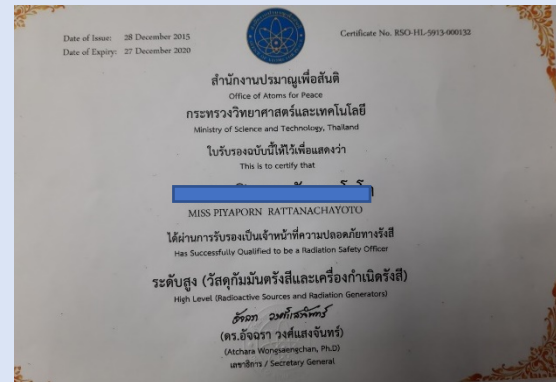 Date of Issue: 28 December 2015
Certificate No. RSO-HL-5913-000132
Date of Expiry: 27 December 2020
สำนักงานปรมาณูเพื่อสันติ
Office of Atoms for Peace
กระทรวงวิทยาศาสตร์และเทคโนโลยี
Ministry of Science and Technology, Thailand
ใบรับรองฉบับนี้ให้ไว้เพื่อแสดงว่า
This is to certify that
MISS PIYAPORN RATTANACHAYOTO
ได้ผ่านการรับรองเป็นเจ้าหน้าที่ความปลอดภัยทางรังสี
Has Successfully Qualified to be a Radiation Safety Officer
ระดับสูง (วัสดุกัมมันตรังสีและเครื่องกำเนิดรังสี)
High Level (Radioactive Sources and Radiation Generators)
(ดร.อัจฉรา วงศ์แสงจันทร์)
(Atchara Wongsaengchan, Ph.D)
เลขาธิการ / Secretary General